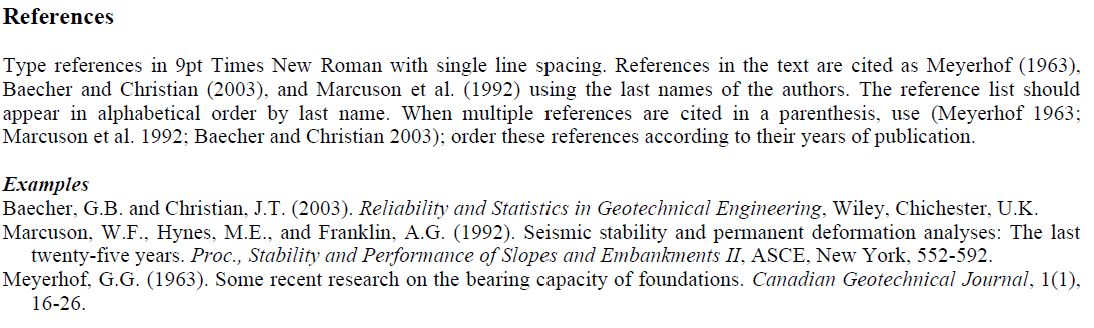 References
Type references in 9pt Times New Roman with single line spacing. References in the text are cited as Meyerhof (1963),
Baecher and Christian (2003), and Marcuson et al. (1992) using the last names of the authors. The reference list should
appear in alphabetical order by last name. When multiple references are cited in a parenthesis, use (Meyerhof 1963;
Marcuson et al. 1992; Baecher and Christian 2003); order these references according to their years of publication.
Examples
Baecher, G.B. and Christian, J.T. (2003). Reliability and Statistics in Geotechnical Engineering, Wiley, Chichester, U.K.
Marcuson, W.F., Hynes, M.E., and Franklin, A.G. (1992). Seismic stability and permanent deformation analyses: The last
twenty-five years. Proc., Stability and Performance of Slopes and Embankments II, ASCE, New York, 552-592.
Meyerhof, G.G. (1963). Some recent research on the bearing capacity of foundations. Canadian Geotechnical Journal, 1(1),
16-26.